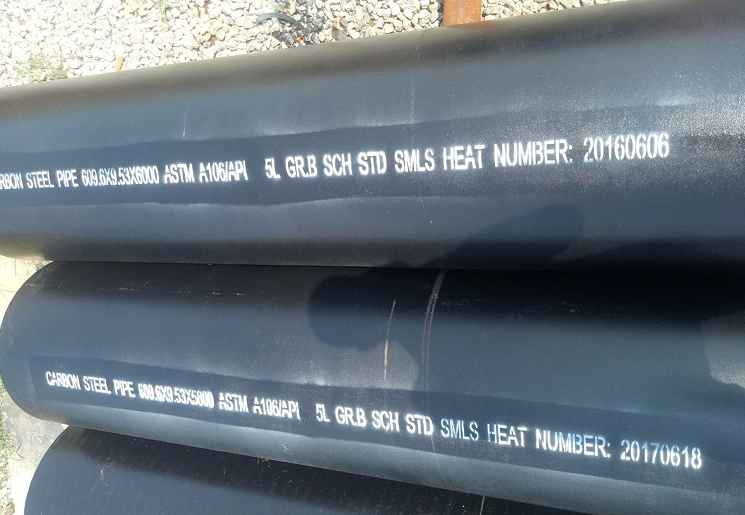 RBON STEEL PIPE 609.6X9.53X6000 ASTM A106/API 5L GR.B SCH STD SMLS HEAT NUMBER: 20160606
CARBON STEEL PIPE 609.6X9.53X5800 ASTM A106/API 5L GR.B SCH STD SMLS HEAT NUMBER: 20170618